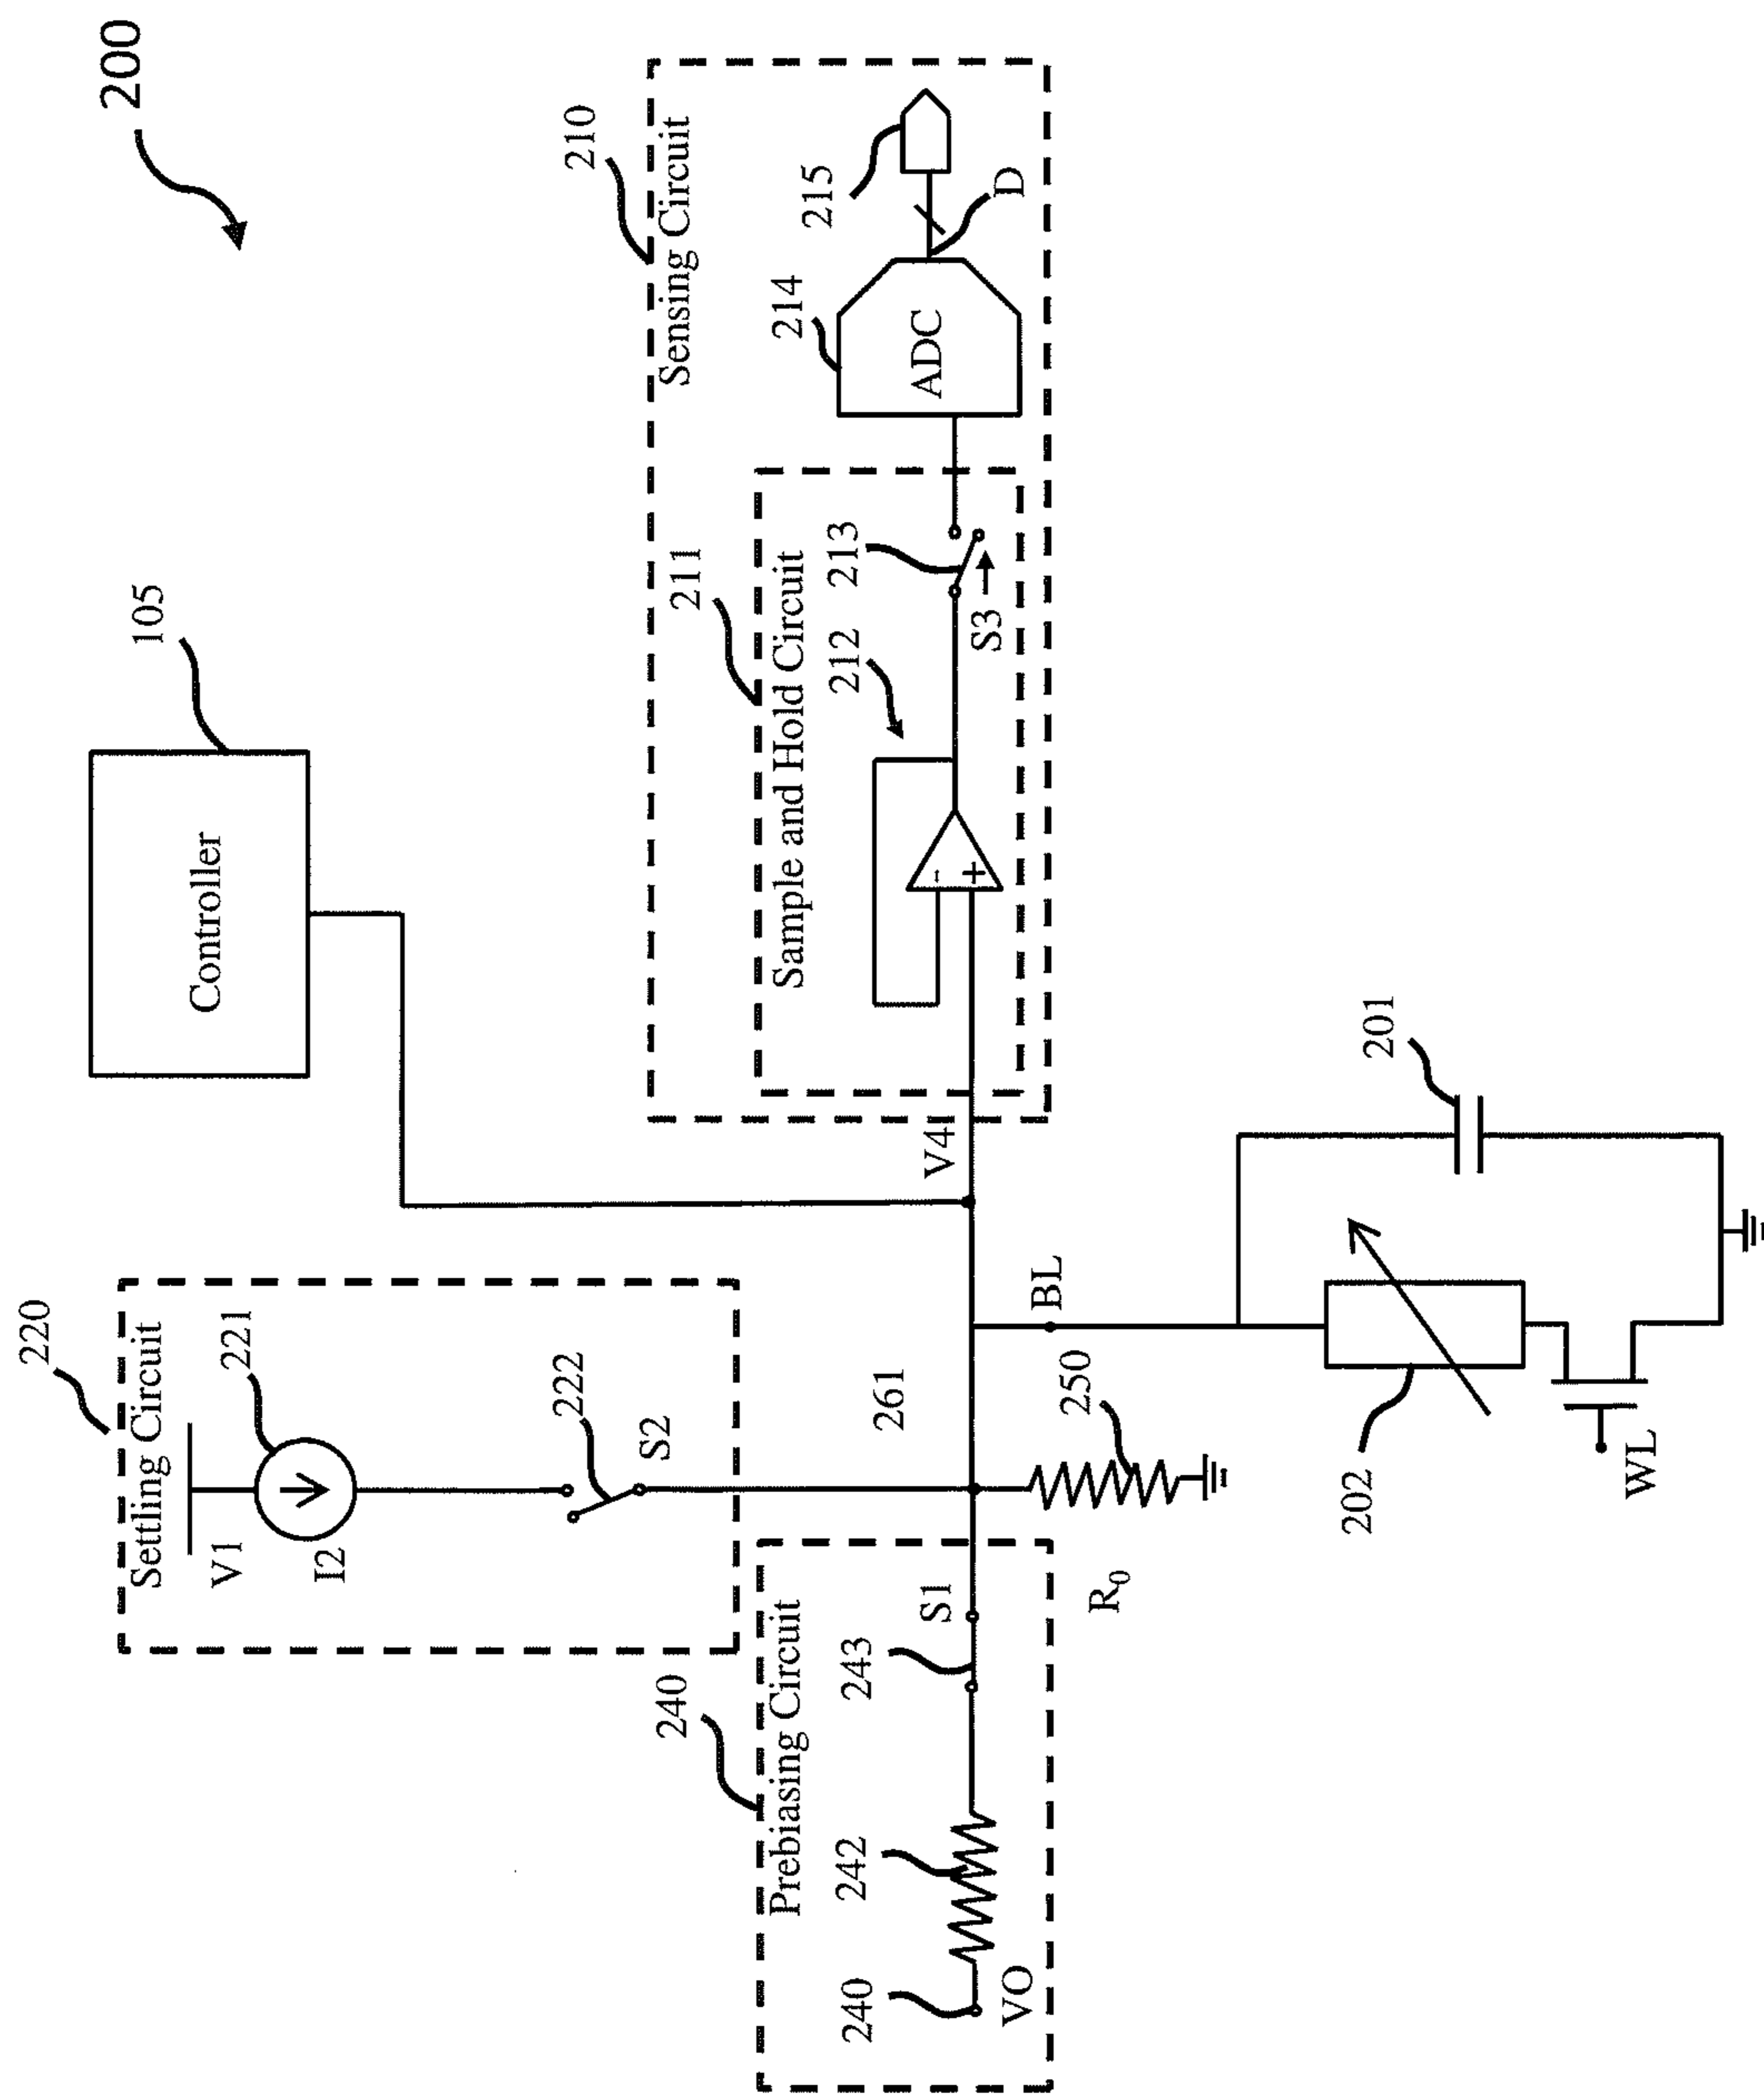 200
220
Settling Circuit
V1
221
I2
222
S2
Controller
105
210
Sensing Circuit
211
Sample and Hold Circuit
212
213
S3
214
ADC
215
D
240
Prebiasing Circuit
240
242
243
S1
VO
261
V4
R0
250
BL
202
WL
201